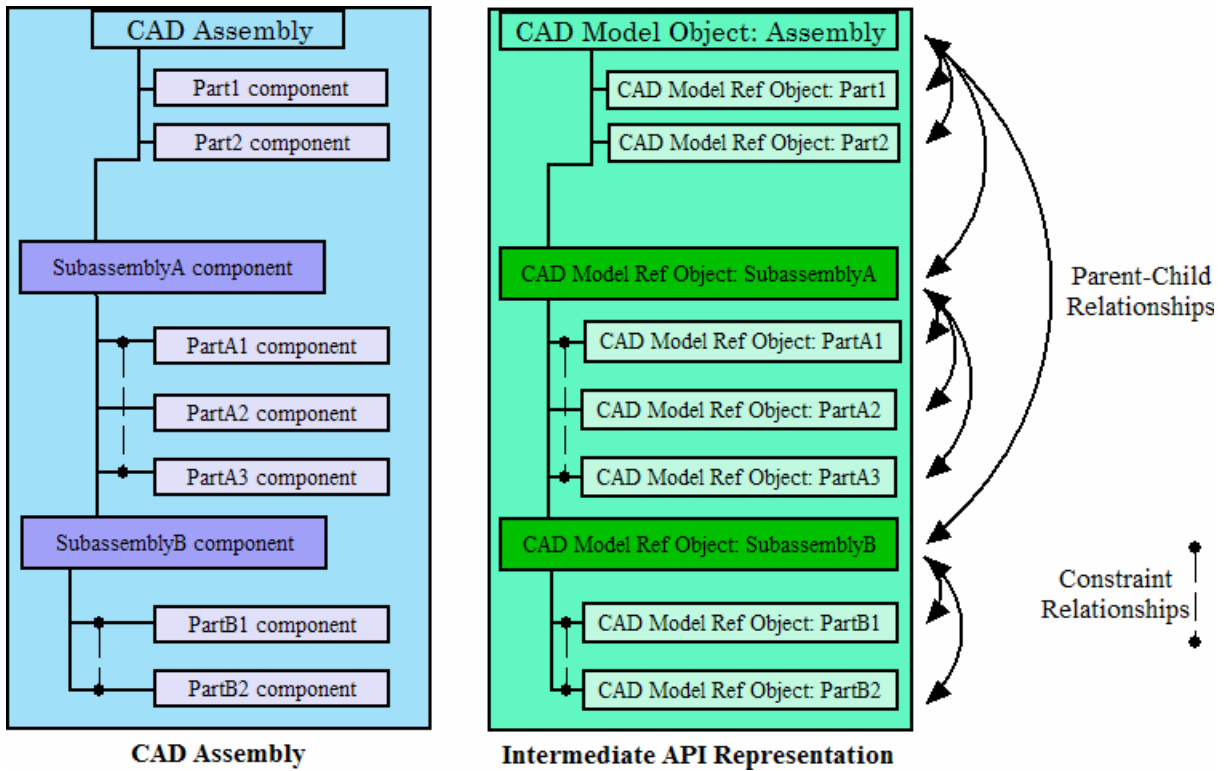 CAD Assembly
Part1 component
Part2 component
SubassemblyA component
PartA1 component
PartA2 component
PartA3 component
SubassemblyB component
PartB1 component
PartB2 component
CAD Assembly
CAD Model Object: Assembly
CAD Model Ref Object: Part1
CAD Model Ref Object: Part2
CAD Model Ref Object: SubassemblyA
CAD Model Ref Object: PartA1
CAD Model Ref Object: PartA2
CAD Model Ref Object: PartA3
CAD Model Ref Object: SubassemblyB
CAD Model Ref Object: PartB1
CAD Model Ref Object: PartB2
Intermediate API Representation
Parent-Child
Relationships
Constraint
Relationships